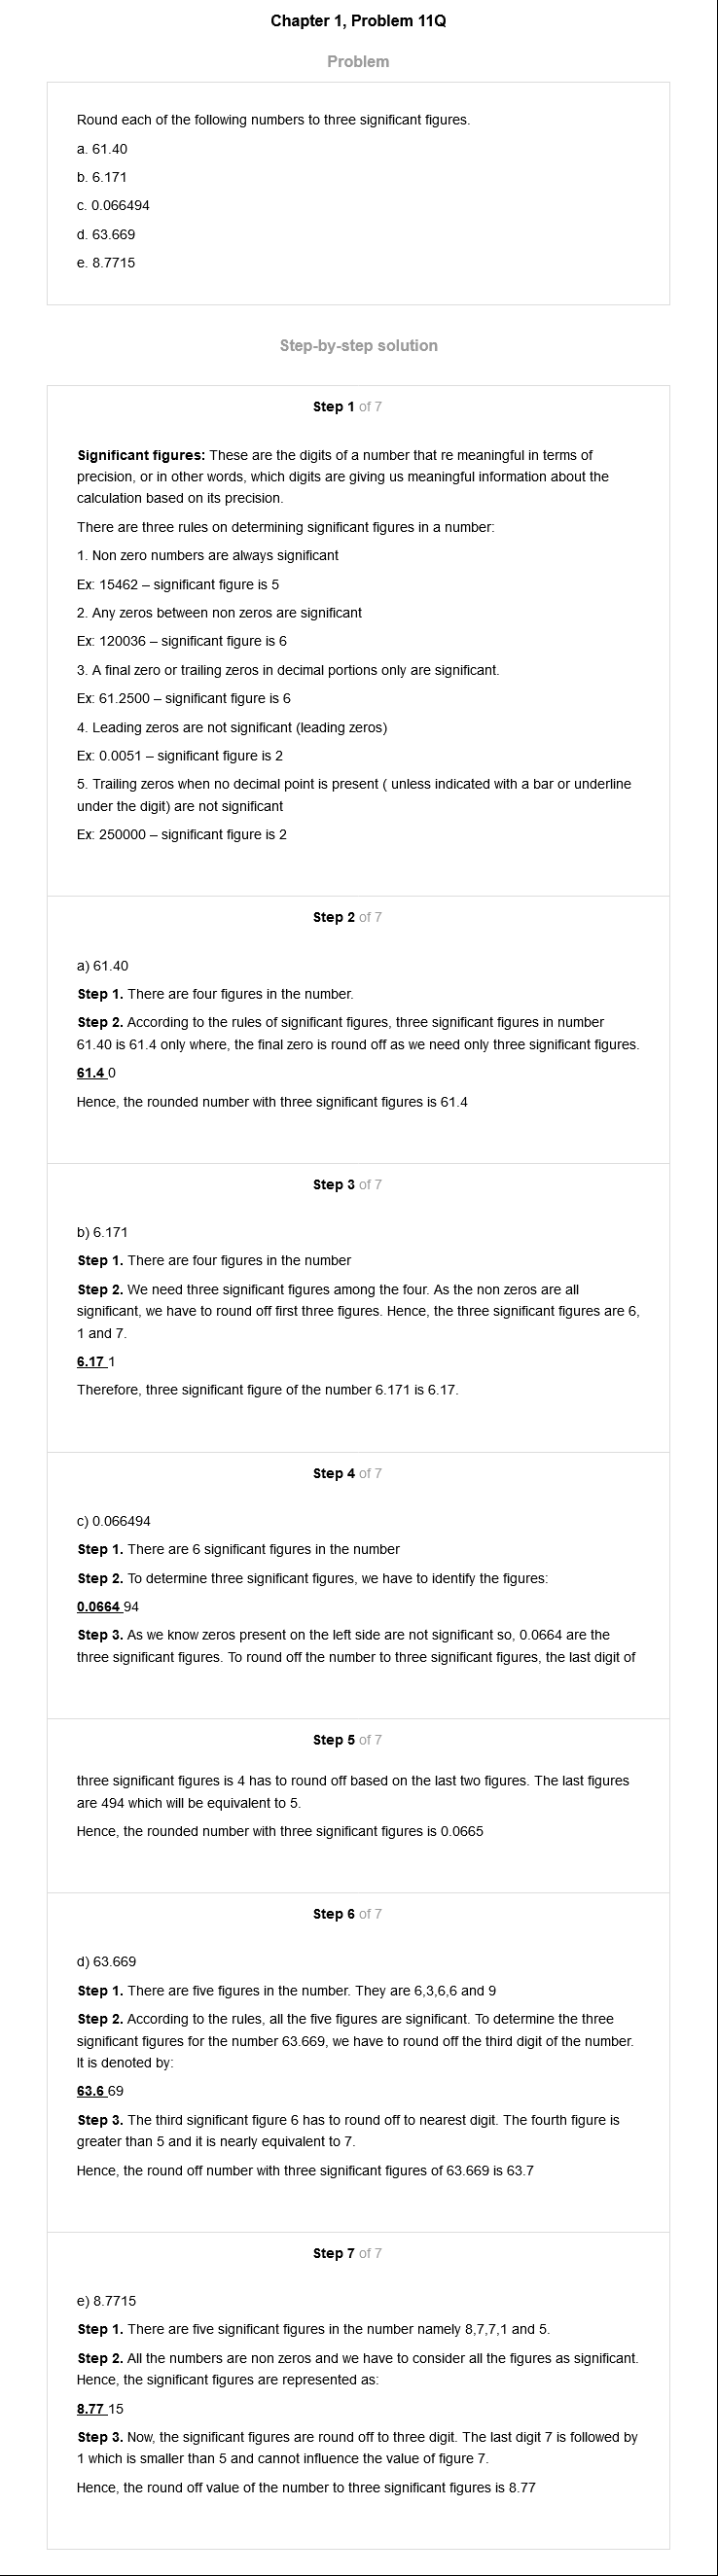 Chapter 1, Problem 11Q
Problem
Round each of the following numbers to three significant figures.
a. 61.40
b. 6.171
c. 0.066494
d. 63.669
e. 8.7715
Step-by-step solution
Step 1 of 7
Significant figures: These are the digits of a number that re meaningful in terms of
precision, or in other words, which digits are giving us meaningful information about the
calculation based on its precision.
There are three rules on determining significant figures in a number:
1. Non zero numbers are always significant
Ex: 15462 – significant figure is 5
2. Any zeros between non zeros are significant
Ex: 120036 – significant figure is 6
3. A final zero or trailing zeros in decimal portions only are significant.
Ex: 61.2500 – significant figure is 6
4. Leading zeros are not significant (leading zeros)
Ex: 0.0051 – significant figure is 2
5. Trailing zeros when no decimal point is present ( unless indicated with a bar or underline
under the digit) are not significant
Ex: 250000 – significant figure is 2
Step 2 of 7
a) 61.40
Step 1. There are four figures in the number.
Step 2. According to the rules of significant figures, three significant figures in number
61.40 is 61.4 only where, the final zero is round off as we need only three significant figures.
61.4 0
Hence, the rounded number with three significant figures is 61.4
Step 3 of 7
b) 6.171
Step 1. There are four figures in the number
Step 2. We need three significant figures among the four. As the non zeros are all
significant, we have to round off first three figures. Hence, the three significant figures are 6,
1 and 7.
6.17 1
Therefore, three significant figure of the number 6.171 is 6.17.
Step 4 of 7
c) 0.066494
Step 1. There are 6 significant figures in the number
Step 2. To determine three significant figures, we have to identify the figures:
0.0664 94
Step 3. As we know zeros present on the left side are not significant so, 0.0664 are the
three significant figures. To round off the number to three significant figures, the last digit of
Step 5 of 7
three significant figures is 4 has to round off based on the last two figures. The last figures
are 494 which will be equivalent to 5.
Hence, the rounded number with three significant figures is 0.0665
Step 6 of 7
d) 63.669
Step 1. There are five figures in the number. They are 6,3,6,6 and 9
Step 2. According to the rules, all the five figures are significant. To determine the three
significant figures for the number 63.669, we have to round off the third digit of the number.
It is denoted by:
63.6 69
Step 3. The third significant figure 6 has to round off to nearest digit. The fourth figure is
greater than 5 and it is nearly equivalent to 7.
Hence, the round off number with three significant figures of 63.669 is 63.7
Step 7 of 7
e) 8.7715
Step 1. There are five significant figures in the number namely 8,7,7,1 and 5.
Step 2. All the numbers are non zeros and we have to consider all the figures as significant.
Hence, the significant figures are represented as:
8.77 15
Step 3. Now, the significant figures are round off to three digit. The last digit 7 is followed by
1 which is smaller than 5 and cannot influence the value of figure 7.
Hence, the round off value of the number to three significant figures is 8.77